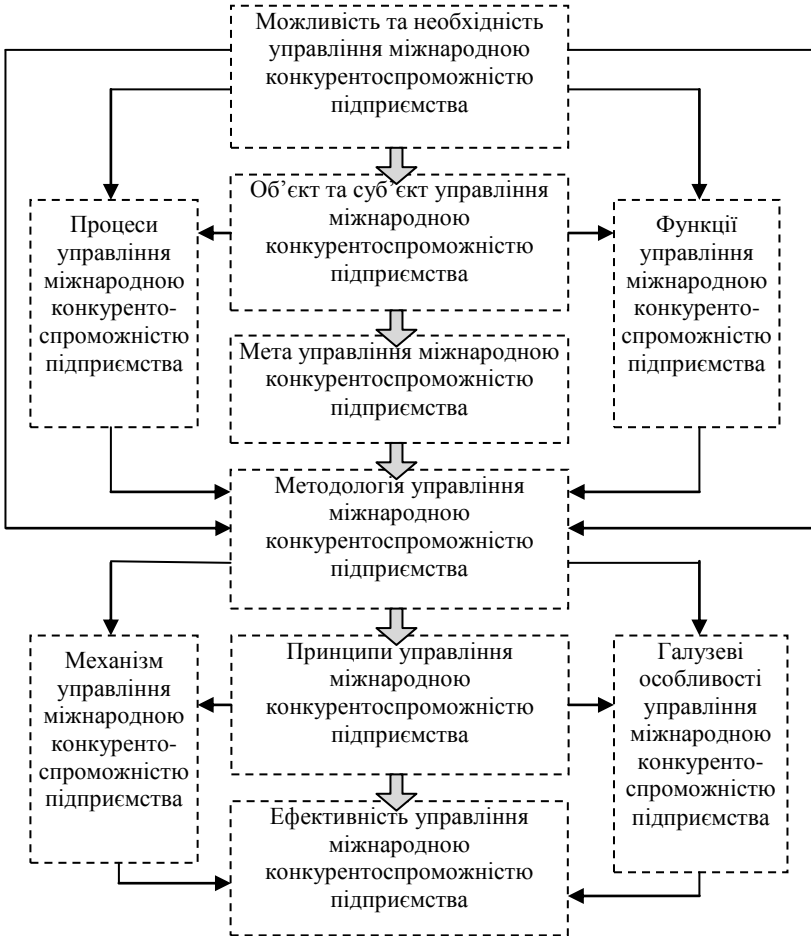 Можливість та необхідність
управління міжнародною
конкурентоспроможністю
підприємства
Об’єкт та суб’єкт управління
міжнародною
конкурентоспроможністю
підприємства
Процеси
управління
міжнародною
конкуренто-
спроможністю
підприємства
Функції
управління
міжнародною
конкуренто-
спроможністю
підприємства
Мета управління міжнародною
конкурентоспроможністю
підприємства
Методологія управління
міжнародною
конкурентоспроможністю
підприємства
Механізм
управління
міжнародною
конкуренто-
спроможністю
підприємства
Принципи управління
міжнародною
конкурентоспроможністю
підприємства
Галузеві
особливості
управління
міжнародною
конкуренто-
спроможністю
підприємства
Ефективність управління
міжнародною
конкурентоспроможністю
підприємства